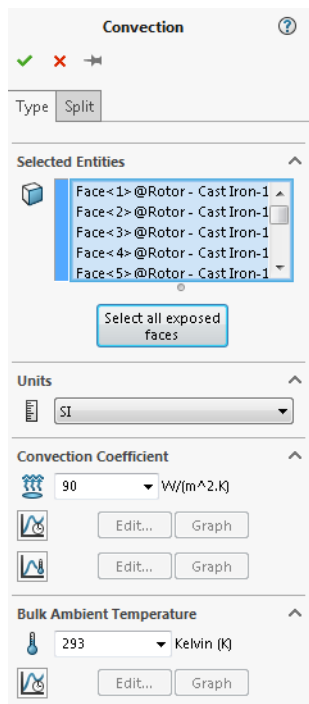 Convection
Type Split
Selected Entities
Face<1>@Rotor - Cast Iron-1
Face<2>@Rotor - Cast Iron-1
Face<3>@Rotor - Cast Iron-1
Face<4>@Rotor - Cast Iron-1
Face<5>@Rotor - Cast Iron-1
Select all exposed
faces
Units
SI
Convection Coefficient
90 W/(m^2.K)
Edit... Graph
Edit... Graph
Bulk Ambient Temperature
293 Kelvin (K)
Edit... Graph